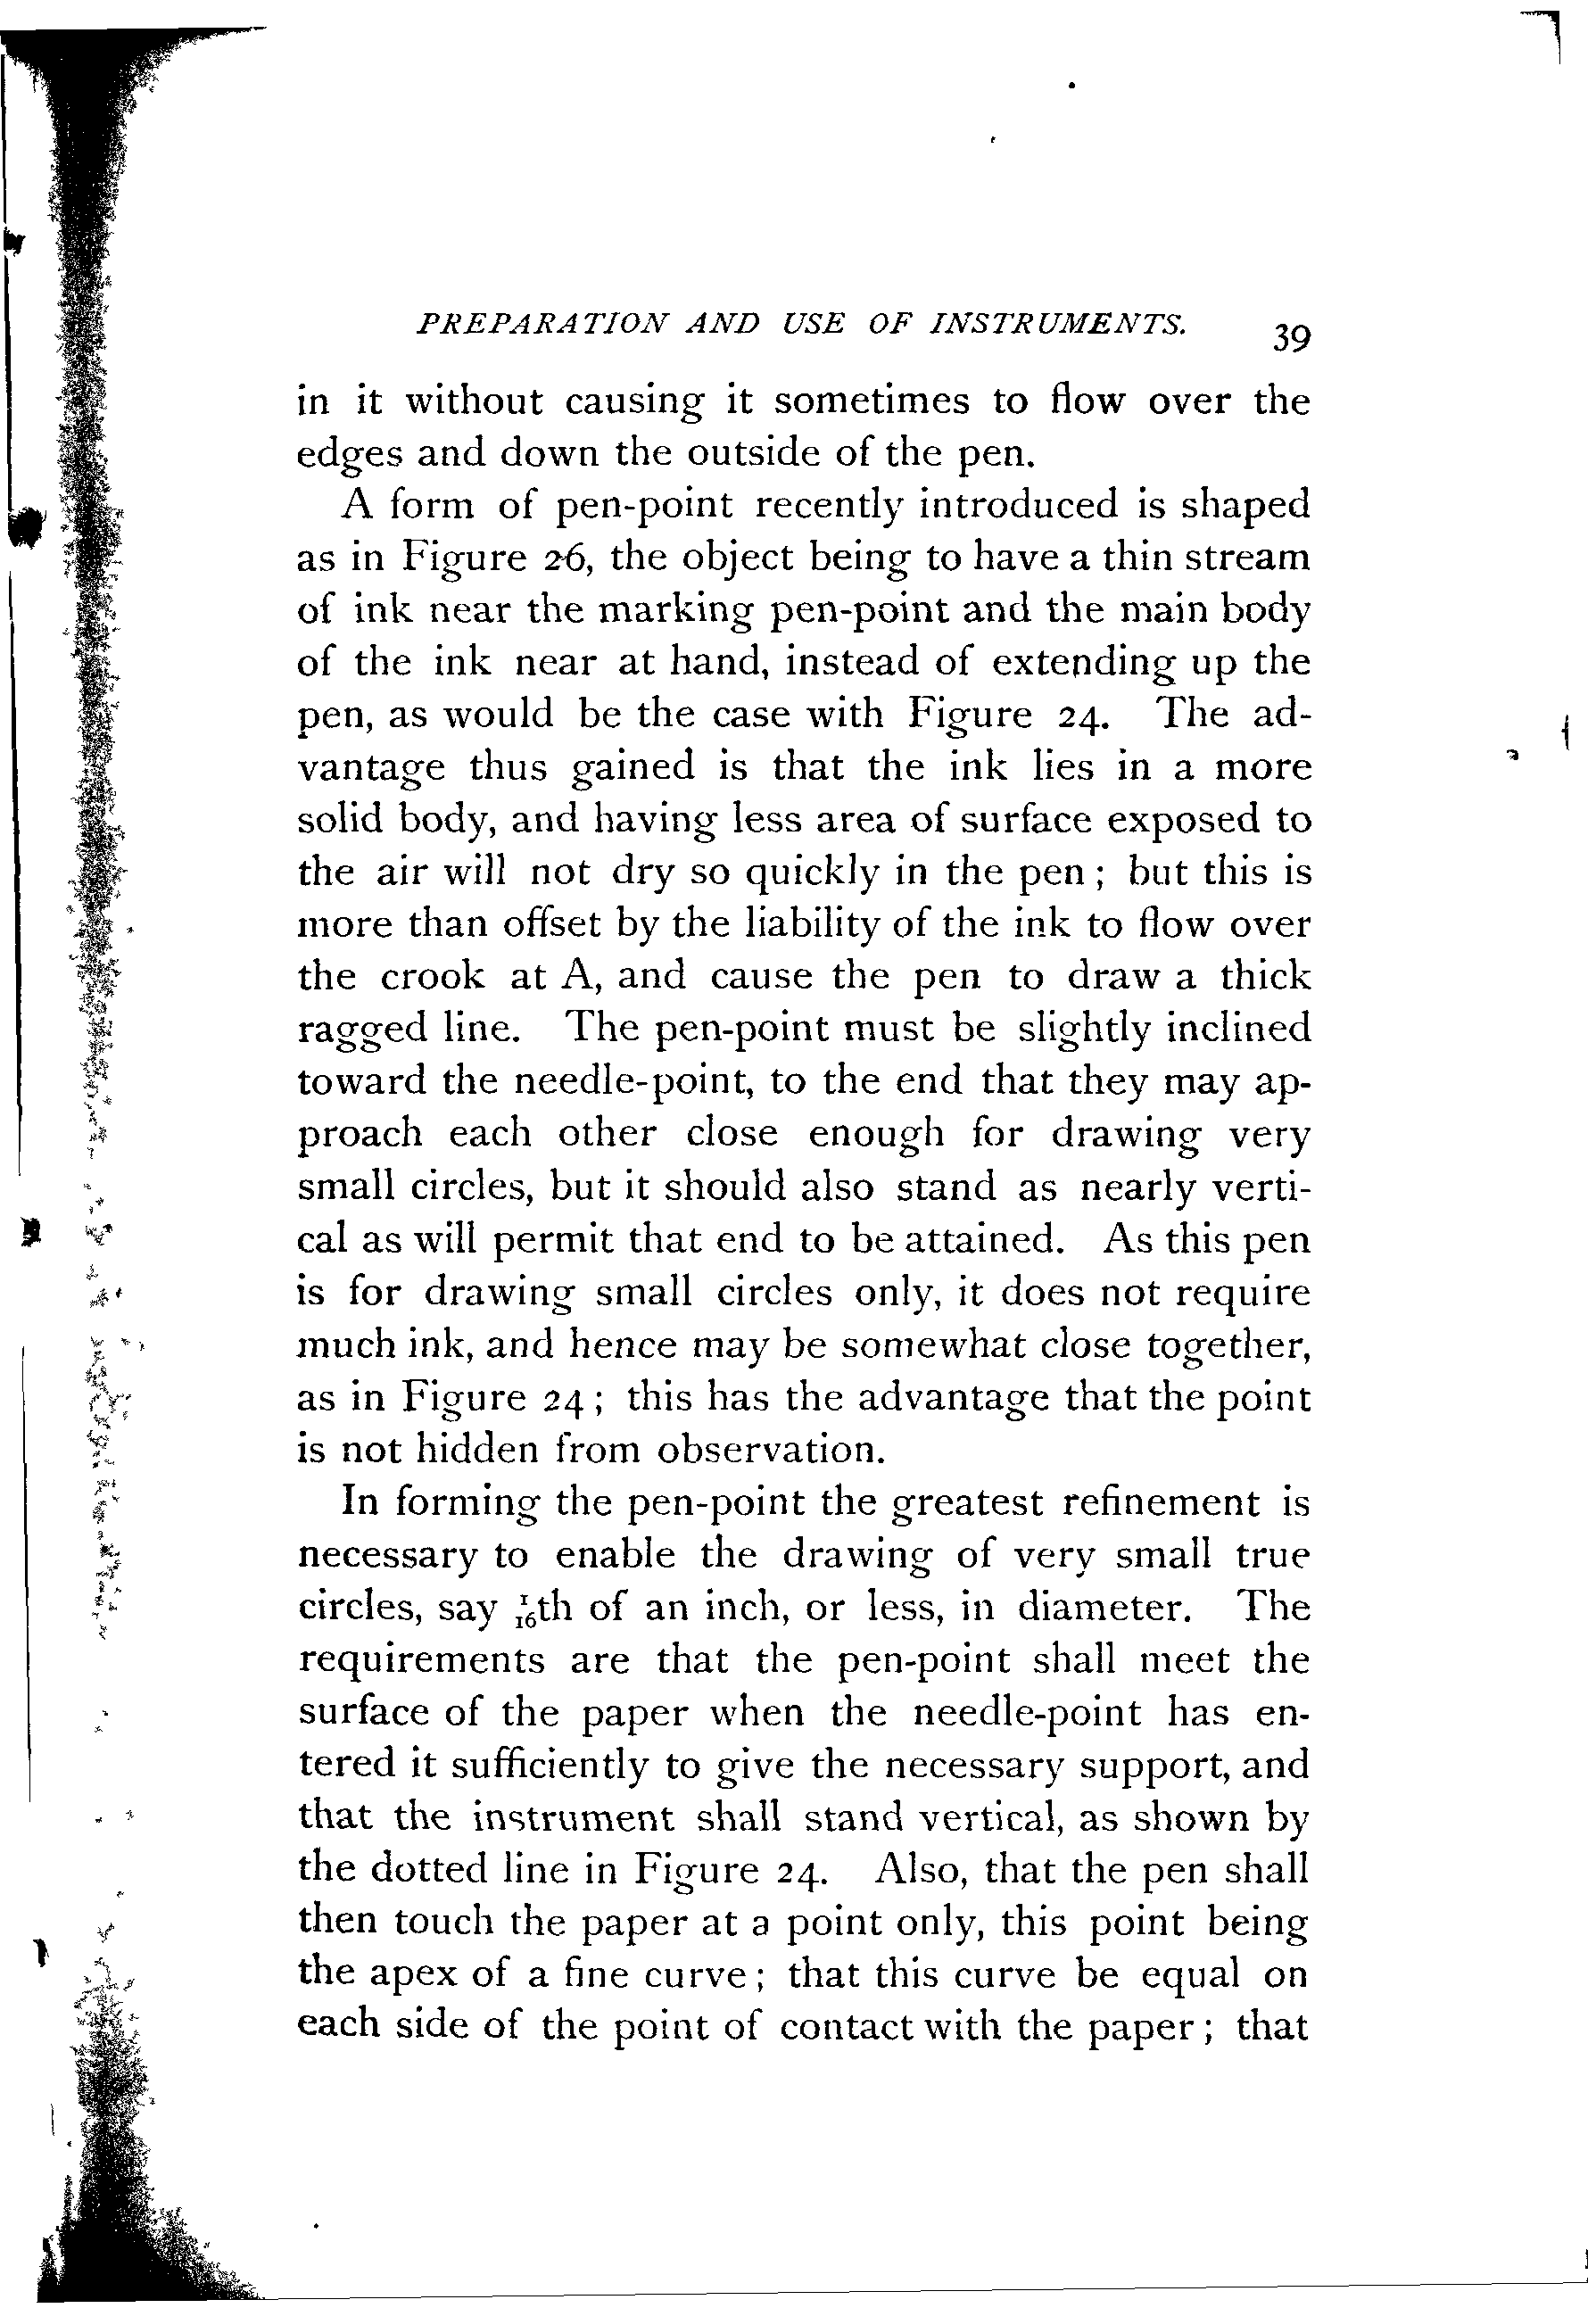 PREPARATION AND USE OF INSTRUMENTS. 39
in it without causing it sometimes to flow over the
edges and down the outside of the pen.
A form of pen-point recently introduced is shaped
as in Figure 26, the object being to have a thin stream
of ink near the marking pen-point and the main body
of the ink near at hand, instead of extending up the
pen, as would be the case with Figure 24. The ad-
vantage thus gained is that the ink lies in a more
solid body, and having less area of surface exposed to
the air will not dry so quickly in the pen; but this is
more than offset by the liability of the ink to flow over
the crook at A, and cause the pen to draw a thick
ragged line. The pen-point must be slightly inclined
toward the needle-point, to the end that they may ap-
proach each other close enough for drawing very
small circles, but it should also stand as nearly verti-
cal as will permit that end to be attained. As this pen
is for drawing small circles only, it does not require
much ink, and hence may be somewhat close together,
as in Figure 24; this has the advantage that the point
is not hidden from observation.
In forming the pen-point the greatest refinement is
necessary to enable the drawing of very small true
circles, say 1/16th of an inch, or less, in diameter. The
requirements are that the pen-point shall meet the
surface of the paper when the needle-point has en-
tered it sufficiently to give the necessary support, and
that the instrument shall stand vertical, as shown by
the dotted line in Figure 24. Also, that the pen shall
then touch the paper at a point only, this point being
the apex of a fine curve; that this curve be equal on
each side of the point of contact with the paper; that